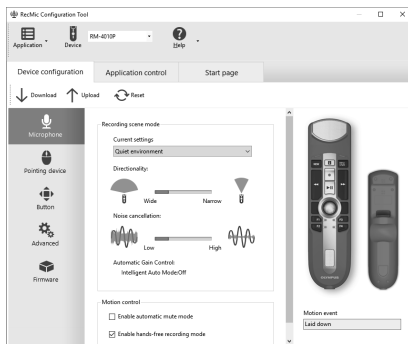 RecMic Configuration Tool
Application
Device
RM-4010P
Help
Device configuration
Application control
Start page
Download
Upload
Reset
Microphone
Pointing device
Button
Advanced
Firmware
Recording scene mode
Current settings
Quiet environment
Directionality:
Wide
Narrow
Noise cancellation:
Low
High
Automatic Gain Control:
Intelligent Auto Mode:Off
Motion control
Enable automatic mute mode
Enable hands-free recording mode
OLYMPUS
Motion event
Laid down